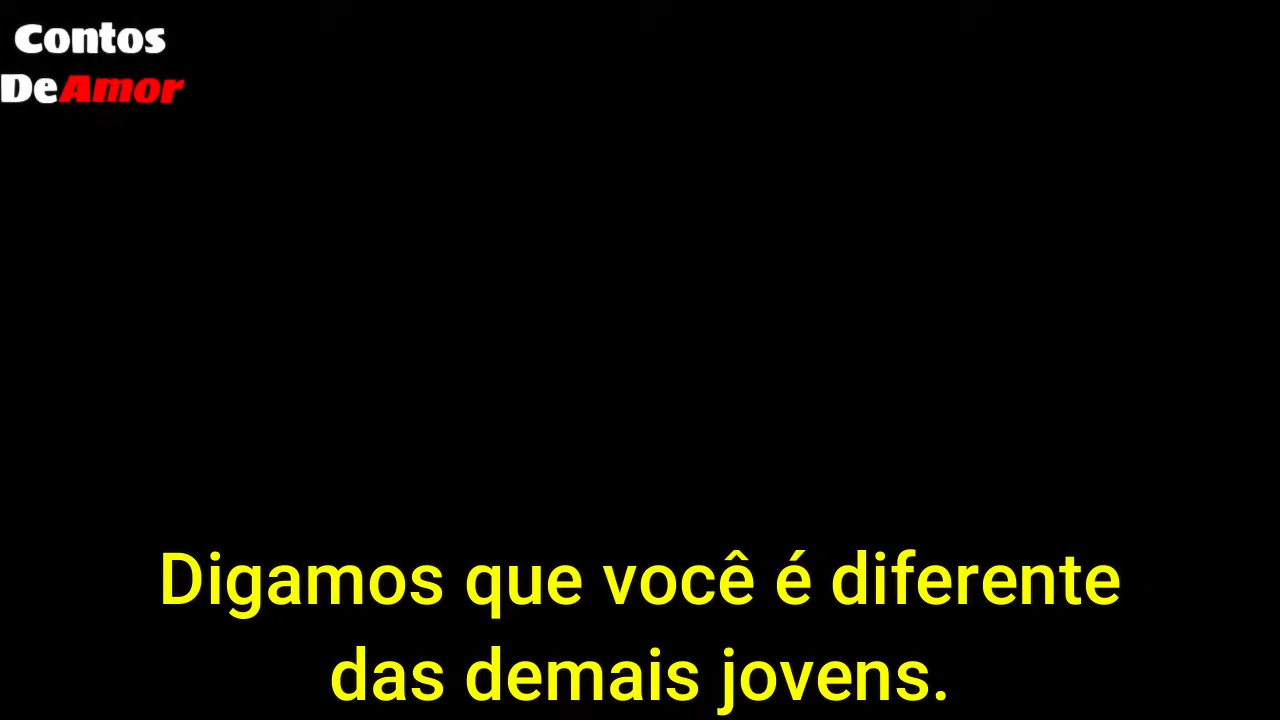 Contos
DeAmor
Digamos que você é diferente
das demais jovens.